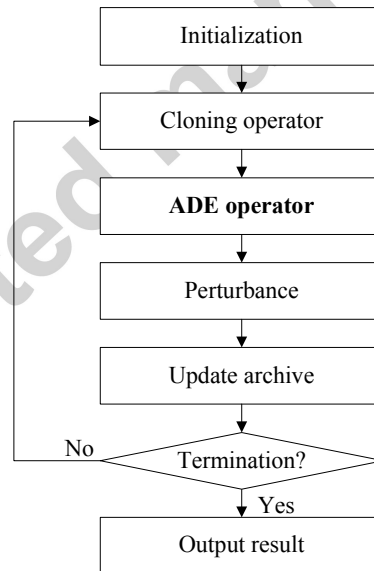 Initialization
Cloning operator
ADE operator
Perturbance
Update archive
Termination?
No
Yes
Output result